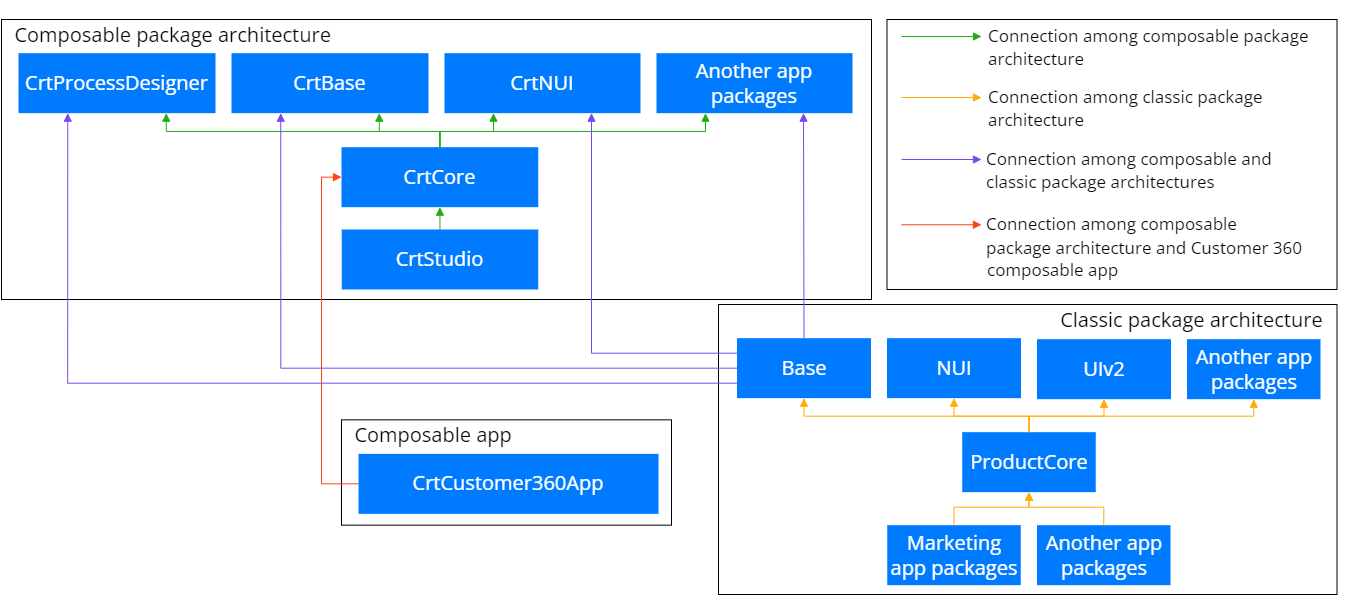 Composable package architecture
CrtProcessDesigner
CrtBase
CrtNUI
Another app
packages
CrtCore
CrtStudio
Connection among composable package
architecture
Connection among classic package
architecture
Connection among composable and
classic package architectures
Connection among composable
package architecture and Customer 360
composable app
Classic package architecture
Base
NUI
UIv2
Another app
packages
ProductCore
Marketing
app packages
Another app
packages
Composable app
CrtCustomer360App